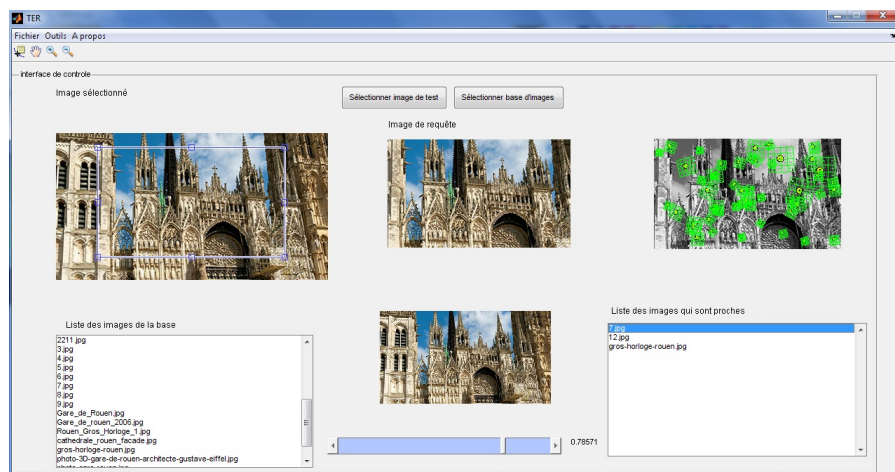 TER
Fichier Outils A propos
interface de controle
Image sélectionné
Sélectionner image de test
Sélectionner base d'images
Image de requête
Liste des images de la base
2211.jpg
3.jpg
4.jpg
5.jpg
6.jpg
7.jpg
8.jpg
9.jpg
Gare_de_Rouen.jpg
Gare_de_rouen_2006.jpg
Rouen_Gros_Horloge_1.jpg
cathedrale_rouen_facade.jpg
gros-horloge-rouen.jpg
photo-3D-gare-de-rouen-architecte-gustave-eiffel.jpg
0.78571
Liste des images qui sont proches
7.jpg
12.jpg
gros-horloge-rouen.jpg